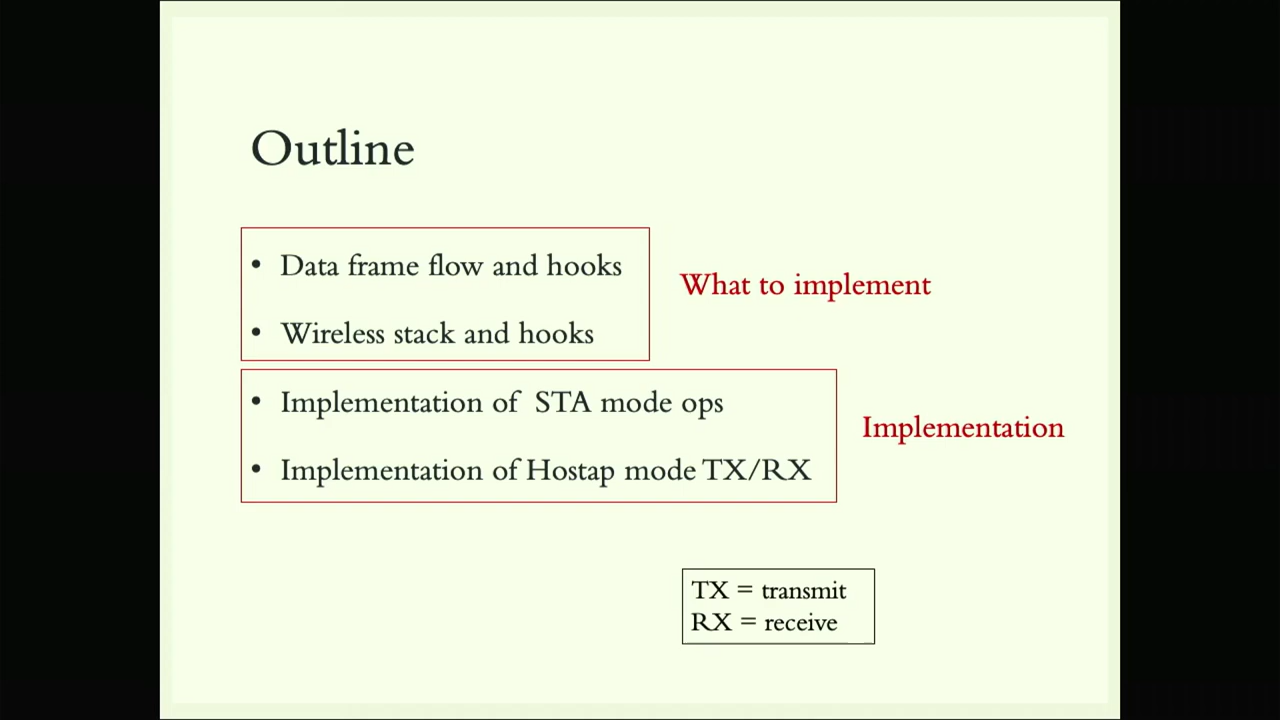 Outline
• Data frame flow and hooks
What to implement
• Wireless stack and hooks
• Implementation of STA mode ops
Implementation
• Implementation of Hostap mode TX/RX
TX = transmit
RX = receive